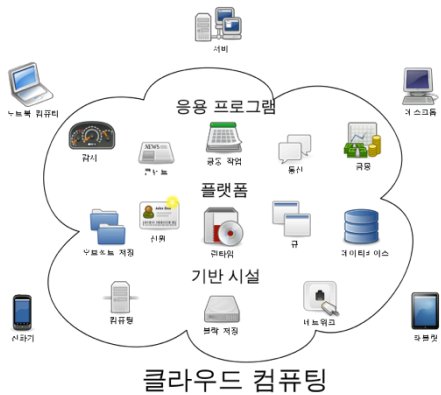 서버
노트북 컴퓨터
데스크톱
응용 프로그램
감시
NEWS
콘텐트
공동 작업
통신
금융
플랫폼
오브젝트 저장
신원
런타임
큐
데이터베이스
기반 시설
컴퓨팅
블락 저장
네트워크
전화기
태블릿
클라우드 컴퓨팅